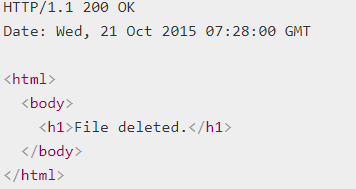 HTTP/1.1 200 OK
Date: Wed, 21 Oct 2015 07:28:00 GMT

<html>
  <body>
    <h1>File deleted.</h1>
  </body>
</html>